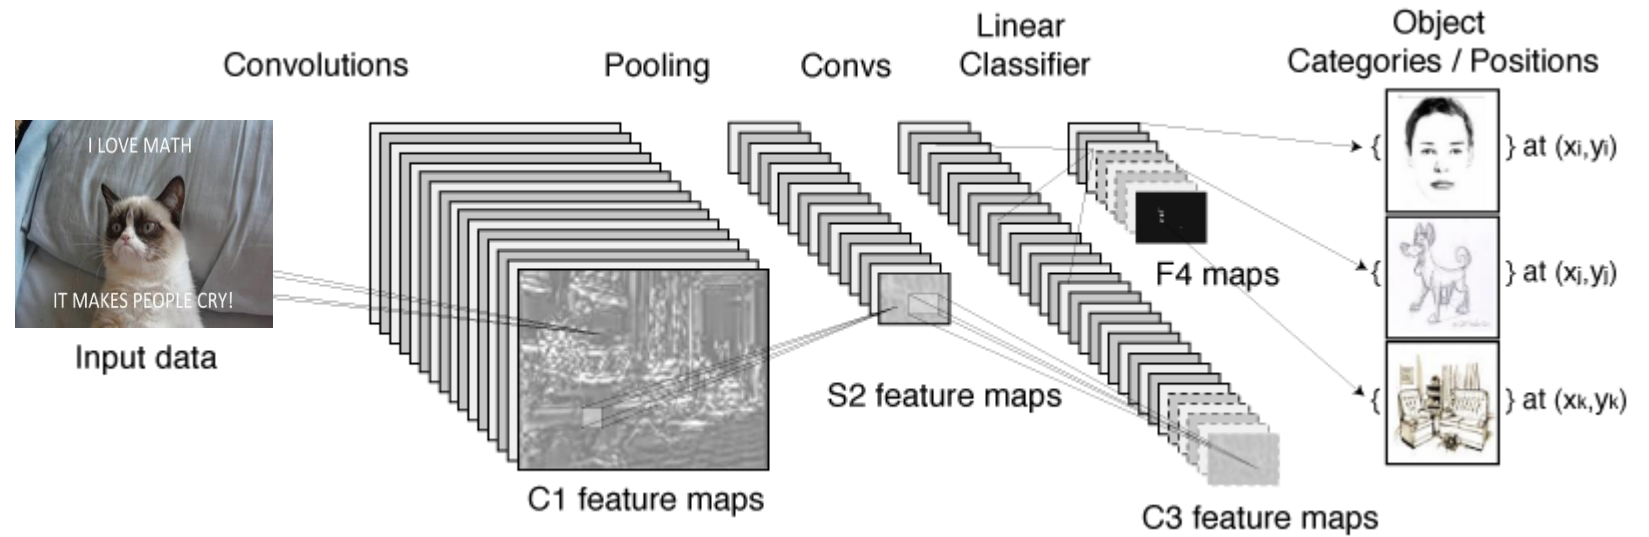 Convolutions
Pooling
Convs
Linear
Classifier
Object
Categories / Positions
I LOVE MATH
IT MAKES PEOPLE CRY!
Input data
C1 feature maps
S2 feature maps
C3 feature maps
F4 maps
{ } at (xi,yi)
{ } at (xj,yj)
{ } at (xk,yk)